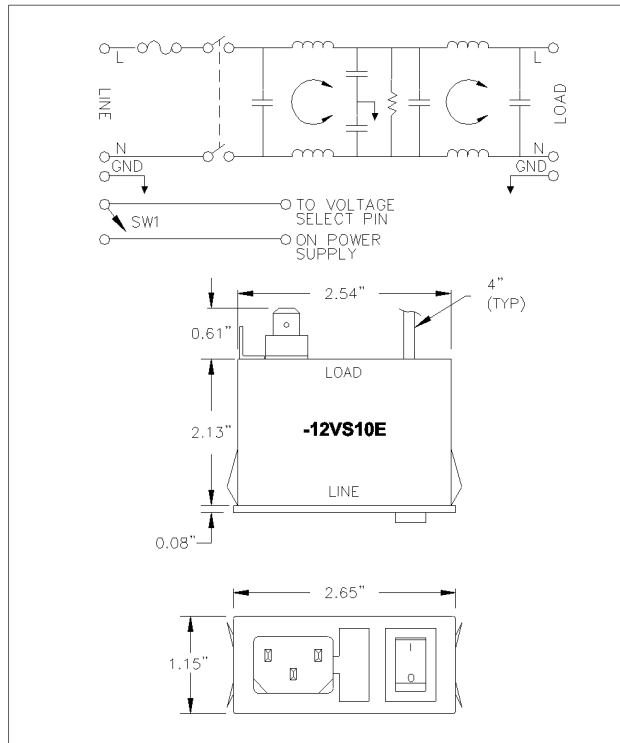 L
L
LINE
LOAD
N
GND
N
GND
SW1
TO VOLTAGE
SELECT PIN
ON POWER
SUPPLY
2.54"
4"
(TYP)
0.61"
LOAD
2.13"
-12VS10E
LINE
0.08"
2.65"
1.15"
I
O